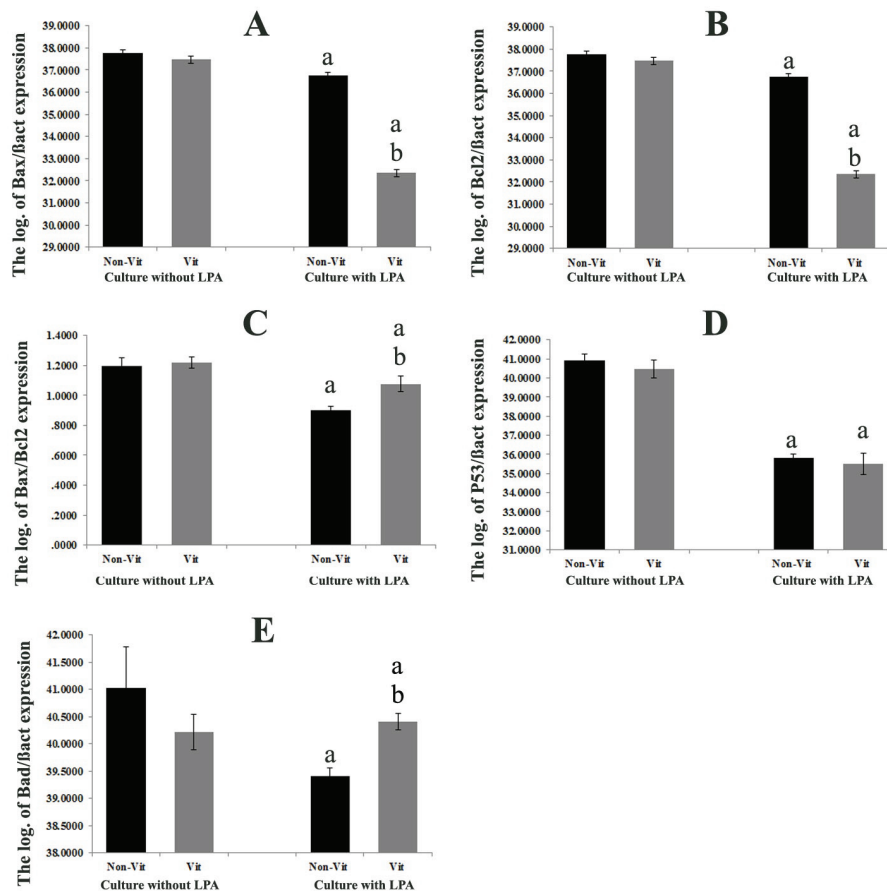 A
The log. of Bax/ßact expression
38.0000
39.0000
37.0000
36.0000
35.0000
34.0000
33.0000
32.0000
31.0000
30.0000
29.0000
a
a
b
Non-Vit Vit Non-Vit Vit
Culture without LPA Culture with LPA
B
The log. of Bcl2/ßact expression
39.0000
38.0000
37.0000
36.0000
35.0000
34.0000
33.0000
32.0000
31.0000
30.0000
29.0000
a
a
b
Non-Vit Vit Non-Vit Vit
Culture without LPA Culture with LPA
C
The log. of Bax/Bcl2 expression
1.4000
1.2000
1.0000
.8000
.6000
.4000
.2000
.0000
a
a
b
Non-Vit Vit Non-Vit Vit
Culture without LPA Culture with LPA
D
The log. of P53/ßact expression
42.0000
41.0000
40.0000
39.0000
38.0000
37.0000
36.0000
35.0000
34.0000
33.0000
32.0000
31.0000
a
a
Non-Vit Vit Non-Vit Vit
Culture without LPA Culture with LPA
E
The log. of Bad/ßact expression
42.0000
41.5000
41.0000
40.5000
40.0000
39.5000
39.0000
38.5000
38.0000
a
a
b
Non-Vit Vit Non-Vit Vit
Culture without LPA Culture with LPA